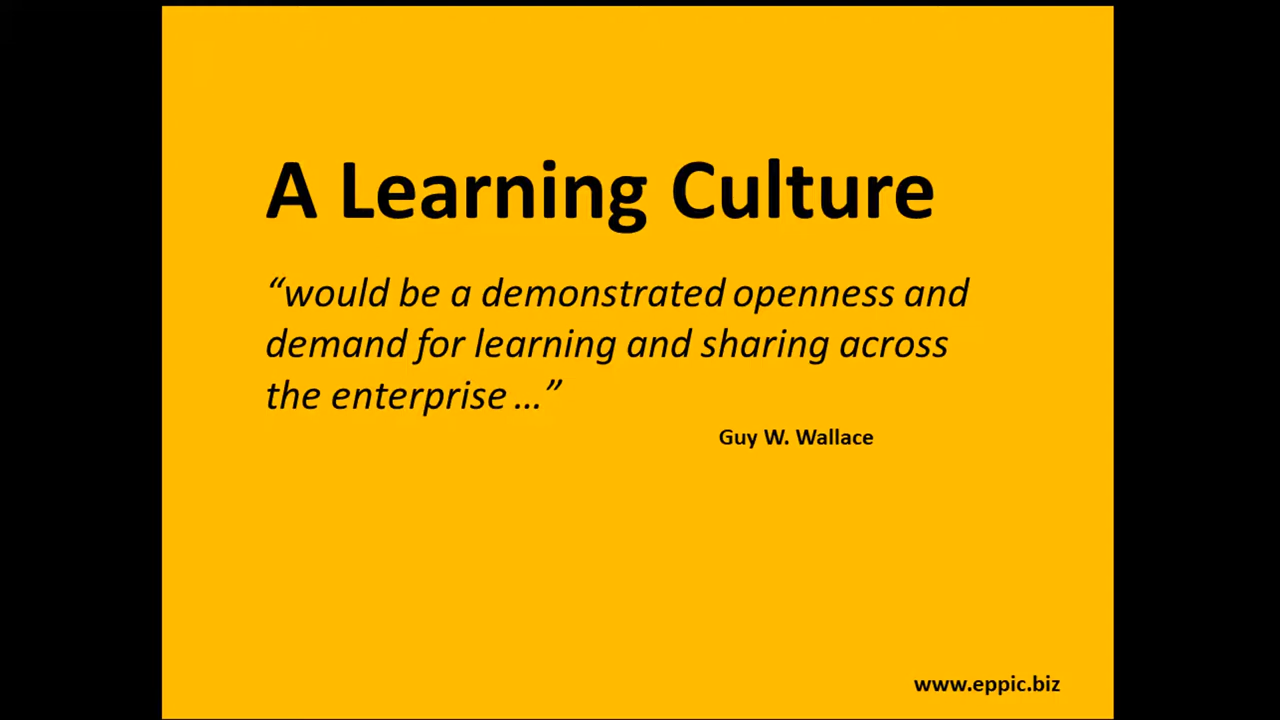 A Learning Culture
“would be a demonstrated openness and
demand for learning and sharing across
the enterprise …”
Guy W. Wallace
www.eppic.biz